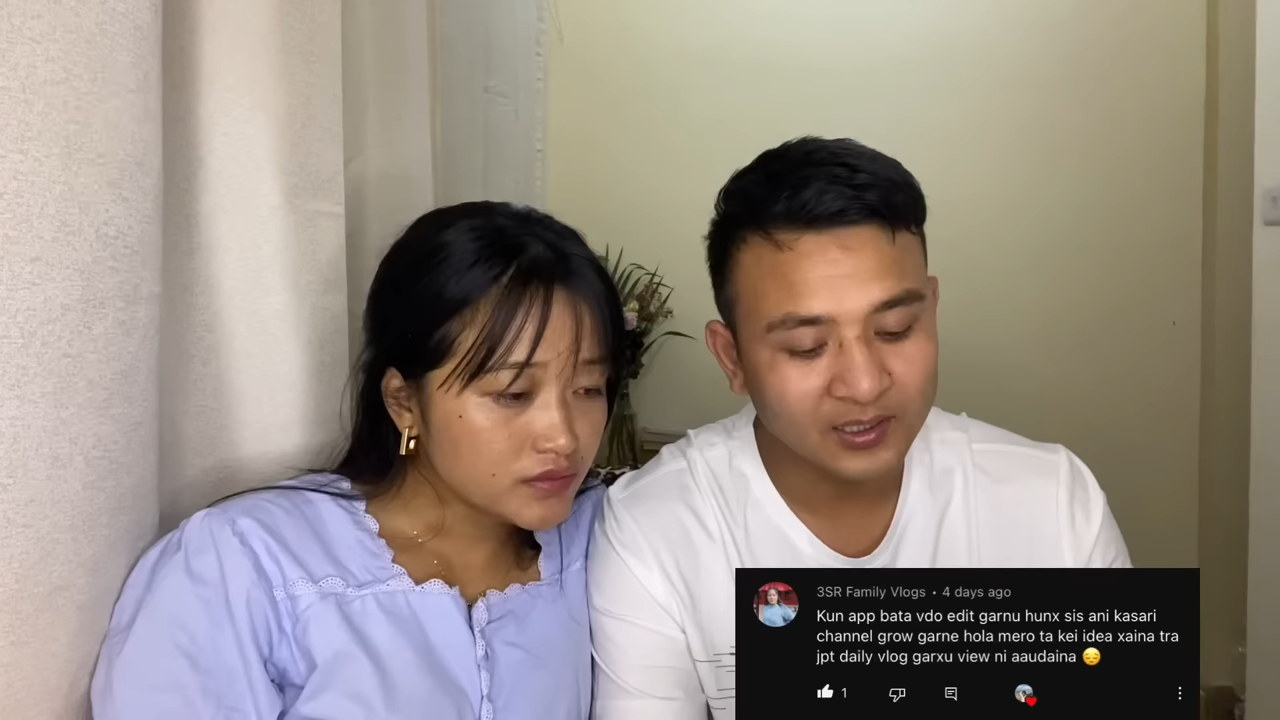 3SR Family Vlogs • 4 days ago
Kun app bata vdo edit garnu hunx sis ani kasari
channel grow garne hola mero ta kei idea xaina tra
jpt daily vlog garxu view ni aaudaina 😔
1